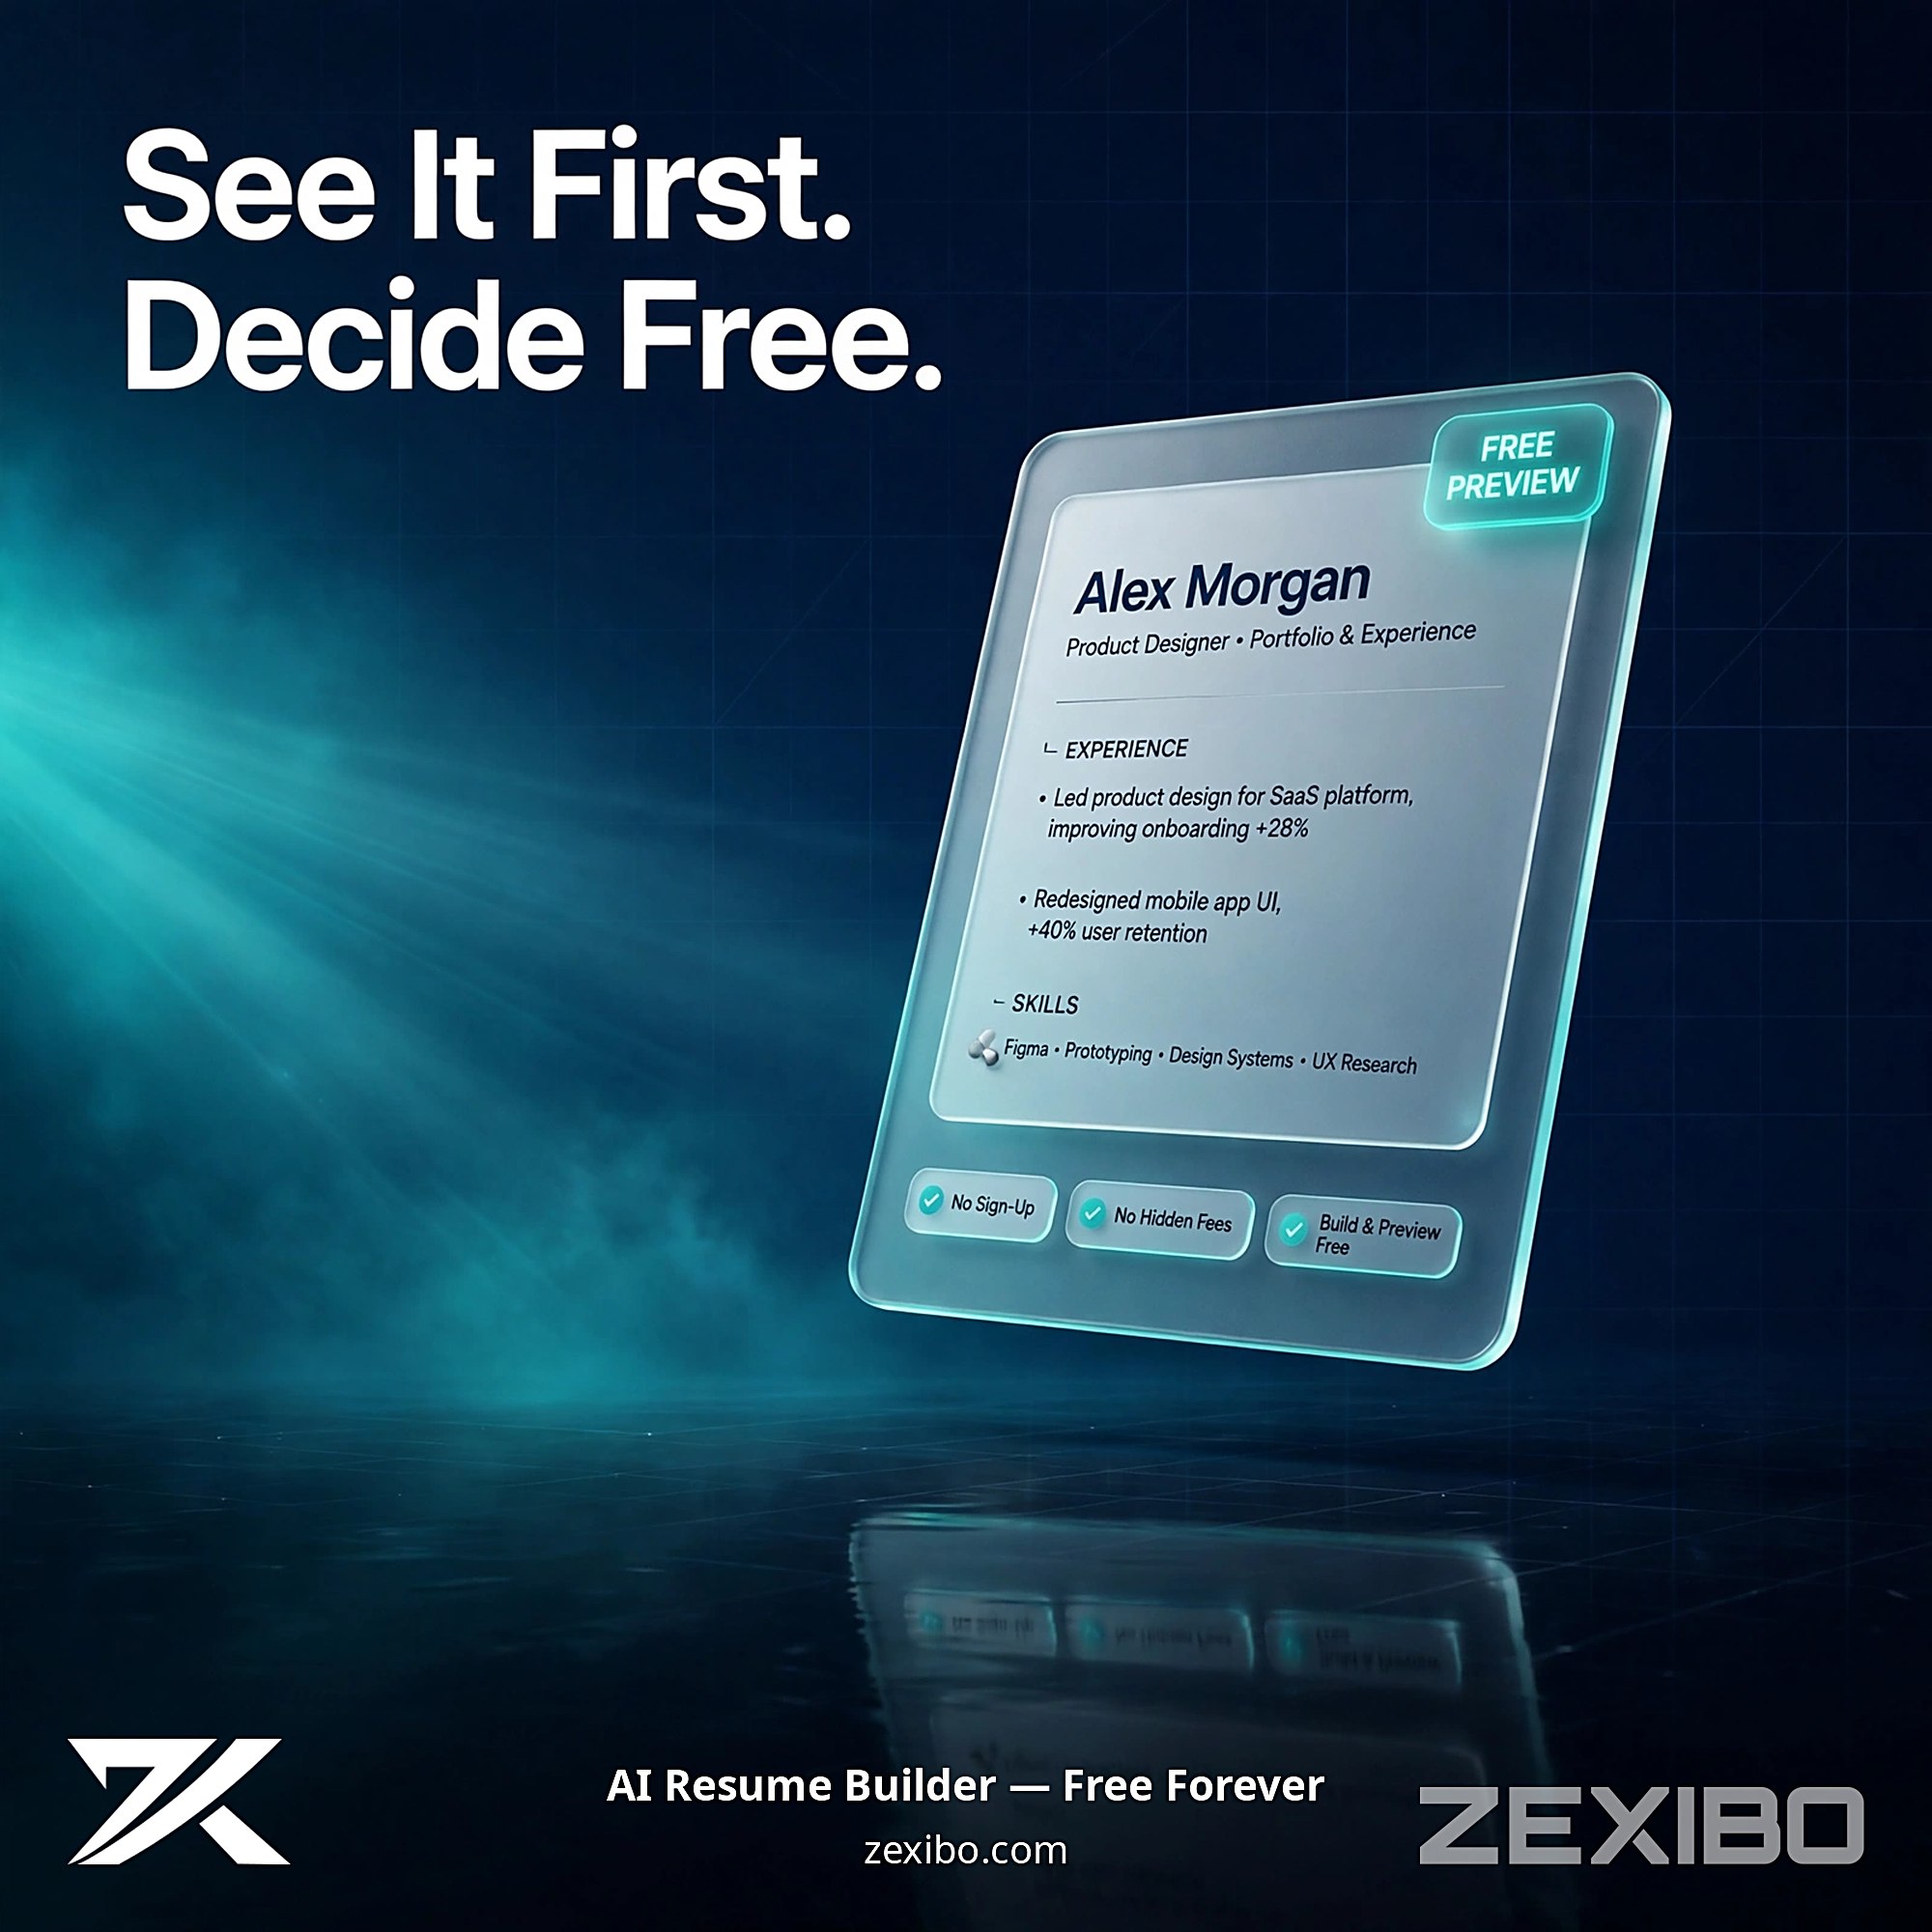 See It First.
Decide Free.
FREE
PREVIEW
Alex Morgan
Product Designer • Portfolio & Experience
EXPERIENCE
• Led product design for SaaS platform,
improving onboarding +28%
• Redesigned mobile app UI,
+40% user retention
SKILLS
Figma • Prototyping • Design Systems • UX Research
No Sign-Up
No Hidden Fees
Build & Preview
Free
AI Resume Builder — Free Forever
zexibo.com
ZEXIBO